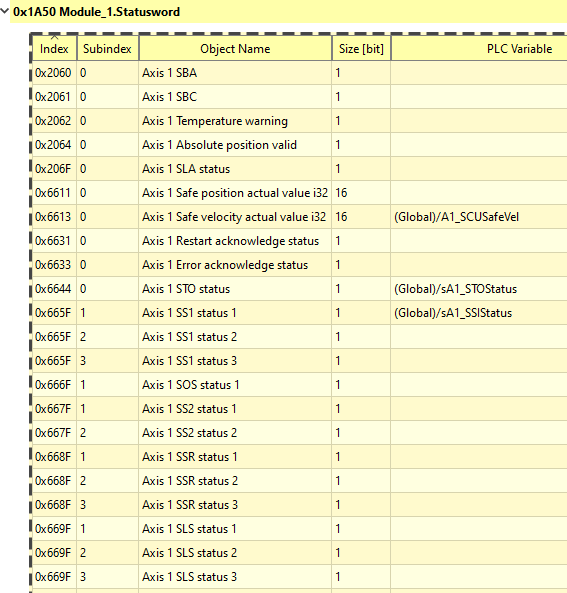 0x1A50 Module_1.Statusword
Index Subindex Object Name Size [bit] PLC Variable
0x2060 0 Axis 1 SBA 1
0x2061 0 Axis 1 SBC 1
0x2062 0 Axis 1 Temperature warning 1
0x2064 0 Axis 1 Absolute position valid 1
0x206F 0 Axis 1 SLA status 1
0x6611 0 Axis 1 Safe position actual value i32 16
0x6613 0 Axis 1 Safe velocity actual value i32 16 (Global)/A1_SCUSafeVel
0x6631 0 Axis 1 Restart acknowledge status 1
0x6633 0 Axis 1 Error acknowledge status 1
0x6644 0 Axis 1 STO status 1 (Global)/sA1_STOStatus
0x665F 1 Axis 1 SS1 status 1 1 (Global)/sA1_SSIStatus
0x665F 2 Axis 1 SS1 status 2 1
0x665F 3 Axis 1 SS1 status 3 1
0x666F 1 Axis 1 SOS status 1 1
0x667F 1 Axis 1 SS2 status 1 1
0x667F 2 Axis 1 SS2 status 2 1
0x668F 1 Axis 1 SSR status 1 1
0x668F 2 Axis 1 SSR status 2 1
0x668F 3 Axis 1 SSR status 3 1
0x669F 1 Axis 1 SLS status 1 1
0x669F 2 Axis 1 SLS status 2 1
0x669F 3 Axis 1 SLS status 3 1